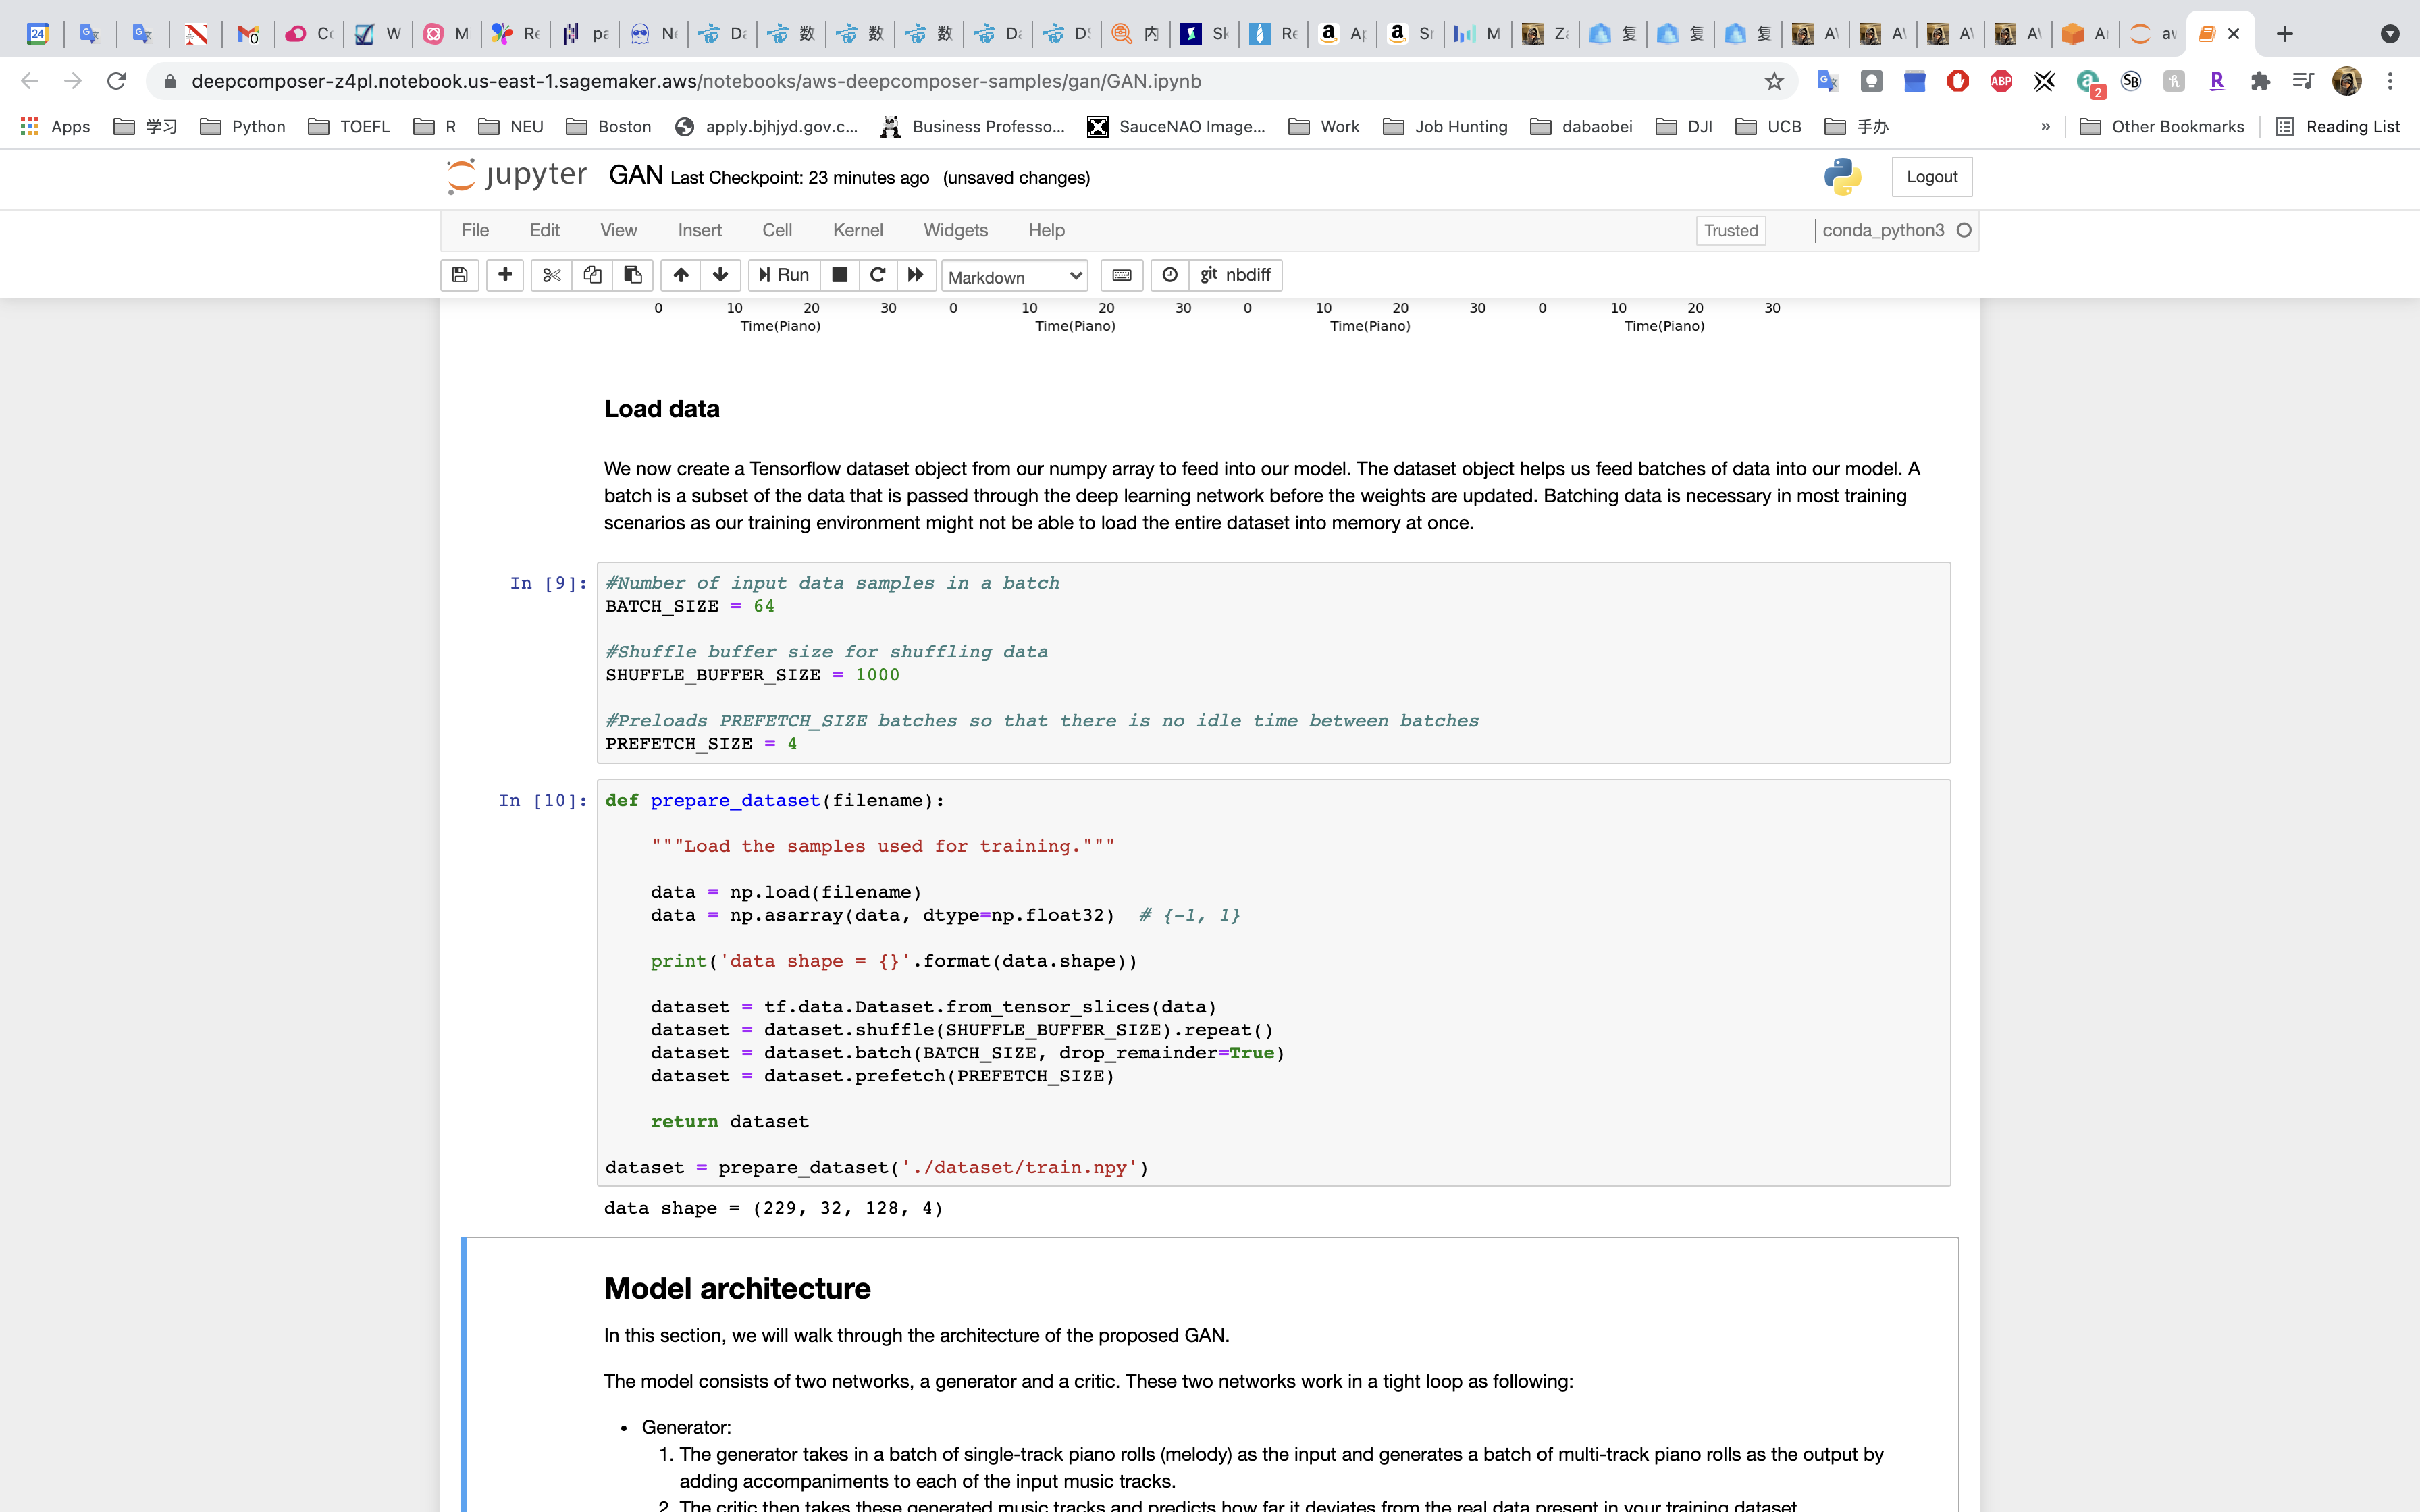 24 Cc W Mi Re pa Ne Da 数 数 数 Da DS 内 Sk Re Ap Sr M Za 复 复 复 AV AV AV AV Ar av
deepcomposer-z4pl.notebook.us-east-1.sagemaker.aws/notebooks/aws-deepcomposer-samples/gan/GAN.ipynb
ABP 2 SB R
Apps 学习 Python TOEFL R NEU Boston apply.bjhjyd.gov.c... Business Professo... SauceNAO Image... Work Job Hunting dabaobei DJI UCB 手办 » Other Bookmarks Reading List
jupyter GAN Last Checkpoint: 23 minutes ago (unsaved changes) Logout
File Edit View Insert Cell Kernel Widgets Help Trusted conda_python3
Run Markdown git nbdiff
0 10 20 30 0 10 20 30 0 10 20 30 0 10 20 30
Time(Piano) Time(Piano) Time(Piano) Time(Piano)
Load data
We now create a Tensorflow dataset object from our numpy array to feed into our model. The dataset object helps us feed batches of data into our model. A
batch is a subset of the data that is passed through the deep learning network before the weights are updated. Batching data is necessary in most training
scenarios as our training environment might not be able to load the entire dataset into memory at once.
In [9]: #Number of input data samples in a batch
BATCH_SIZE = 64
#Shuffle buffer size for shuffling data
SHUFFLE_BUFFER_SIZE = 1000
#Preloads PREFETCH_SIZE batches so that there is no idle time between batches
PREFETCH_SIZE = 4
In [10]: def prepare_dataset(filename):
"""Load the samples used for training."""
data = np.load(filename)
data = np.asarray(data, dtype=np.float32) # {-1, 1}
print('data shape = {}'.format(data.shape))
dataset = tf.data.Dataset.from_tensor_slices(data)
dataset = dataset.shuffle(SHUFFLE_BUFFER_SIZE).repeat()
dataset = dataset.batch(BATCH_SIZE, drop_remainder=True)
dataset = dataset.prefetch(PREFETCH_SIZE)
return dataset
dataset = prepare_dataset('./dataset/train.npy')
data shape = (229, 32, 128, 4)
Model architecture
In this section, we will walk through the architecture of the proposed GAN.
The model consists of two networks, a generator and a critic. These two networks work in a tight loop as following:
• Generator:
1. The generator takes in a batch of single-track piano rolls (melody) as the input and generates a batch of multi-track piano rolls as the output by
adding accompaniments to each of the input music tracks.
2. The critic then takes these generated music tracks and predicts how far it deviates from the real data present in your training dataset.